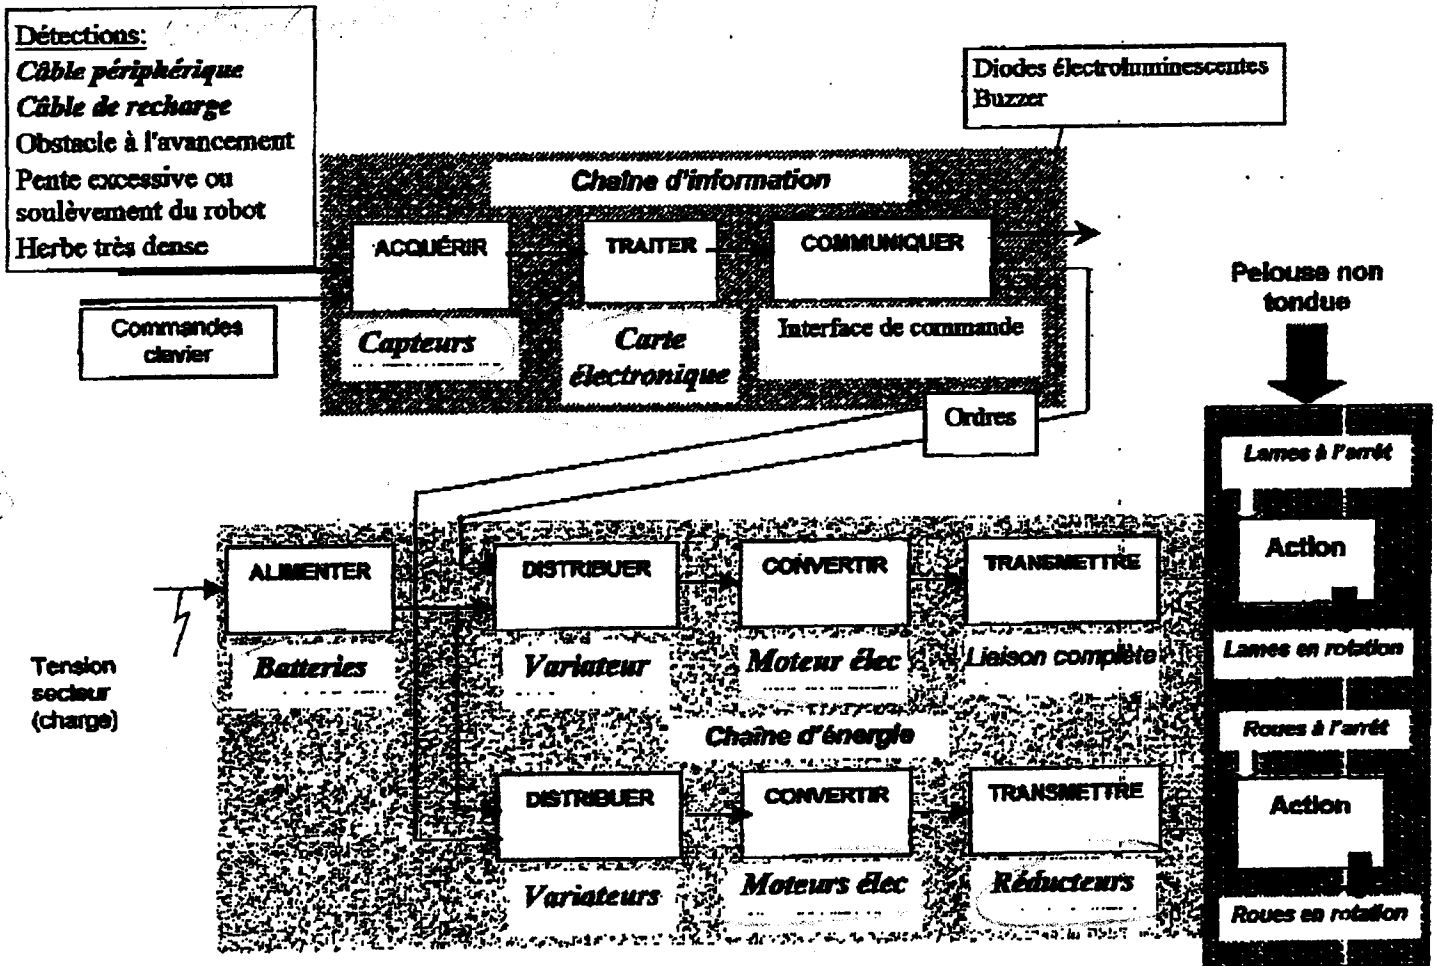 Détections:
Câble périphérique
Câble de recharge
Obstacle à l'avancement
Pente excessive ou
soulèvement du robot
Herbe très dense
Commandes
clavier
Diodes électroluminescentes
Buzzer
Chaîne d'information
ACQUÉRIR
TRAITER
COMMUNIQUER
Capteurs
Carte
électronique
Interface de commande
Ordres
Pelouse non
tondue
Lames à l'arrêt
Action
Lames en rotation
Roues à l'arrêt
Action
Roues en rotation
Tension
secteur
(charge)
ALIMENTER
DISTRIBUER
CONVERTIR
TRANSMETTRE
Batteries
Variateur
Moteur élec
Liaison complète
Chaîne d'énergie
DISTRIBUER
CONVERTIR
TRANSMETTRE
Variateurs
Moteurs élec
Réducteurs